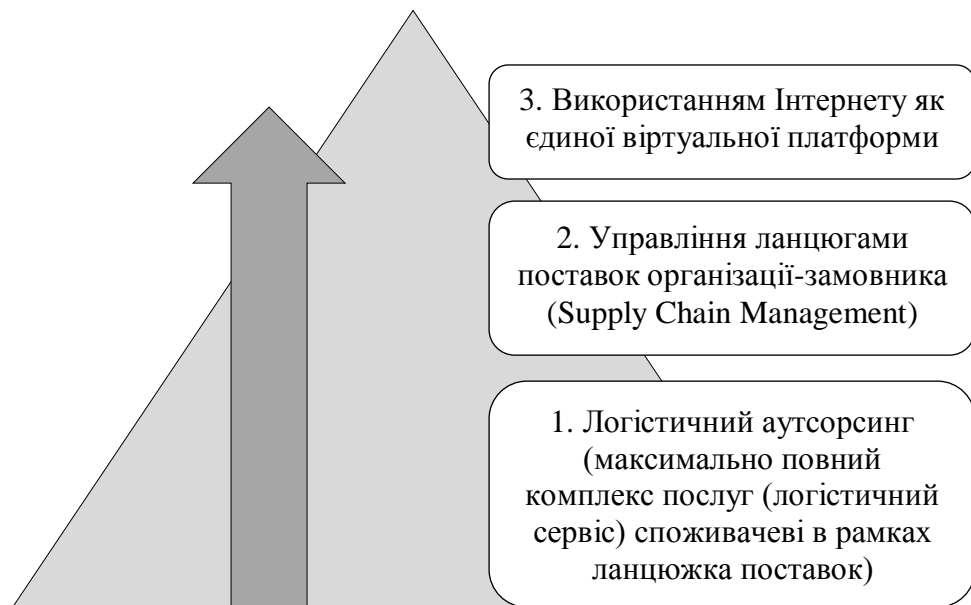 3. Використанням Інтернету як
єдиної віртуальної платформи
2. Управління ланцюгами
поставок організації-замовника
(Supply Chain Management)
1. Логістичний аутсорсинг
(максимально повний
комплекс послуг (логістичний
сервіс) споживачеві в рамках
ланцюжка поставок)